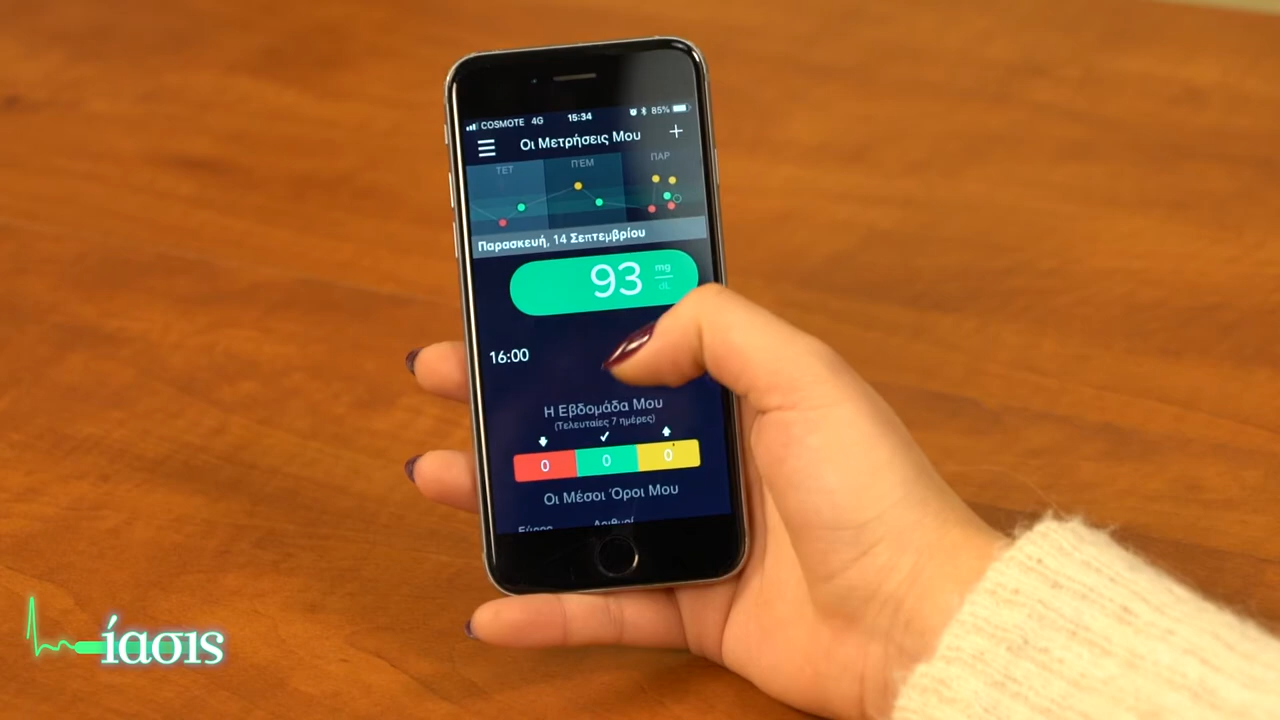 COSMOTE 4G 15:34 85%
Οι Μετρήσεις Μου +
ΤΕΤ ΠΈΜ ΠΑΡ
Παρασκευή, 14 Σεπτεμβρίου
93 mg/dL
16:00
Η Εβδομάδα Μου
(Τελευταίες 7 ημέρες)
0 0 0
Οι Μέσοι Όροι Μου
ίασις